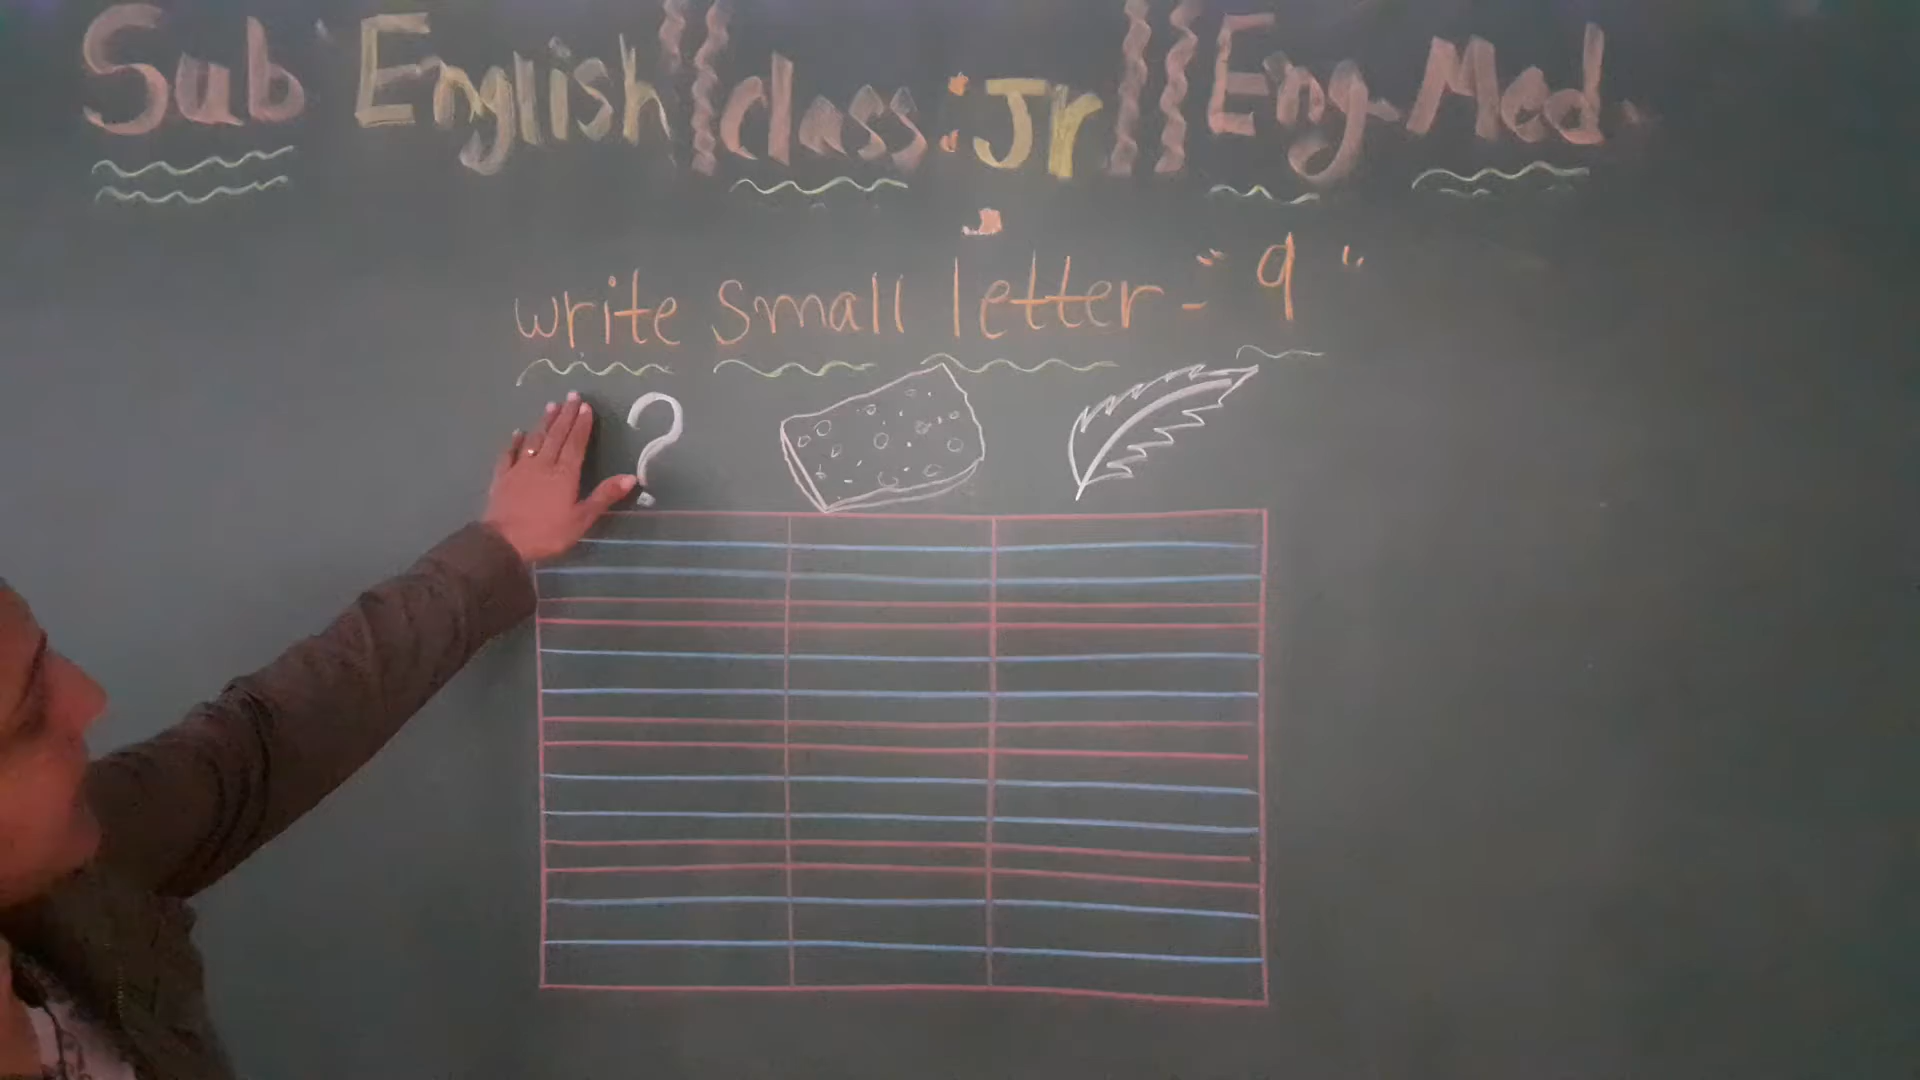 Sub English || class : Jr || Eng Med.
write small letter - " q "
?